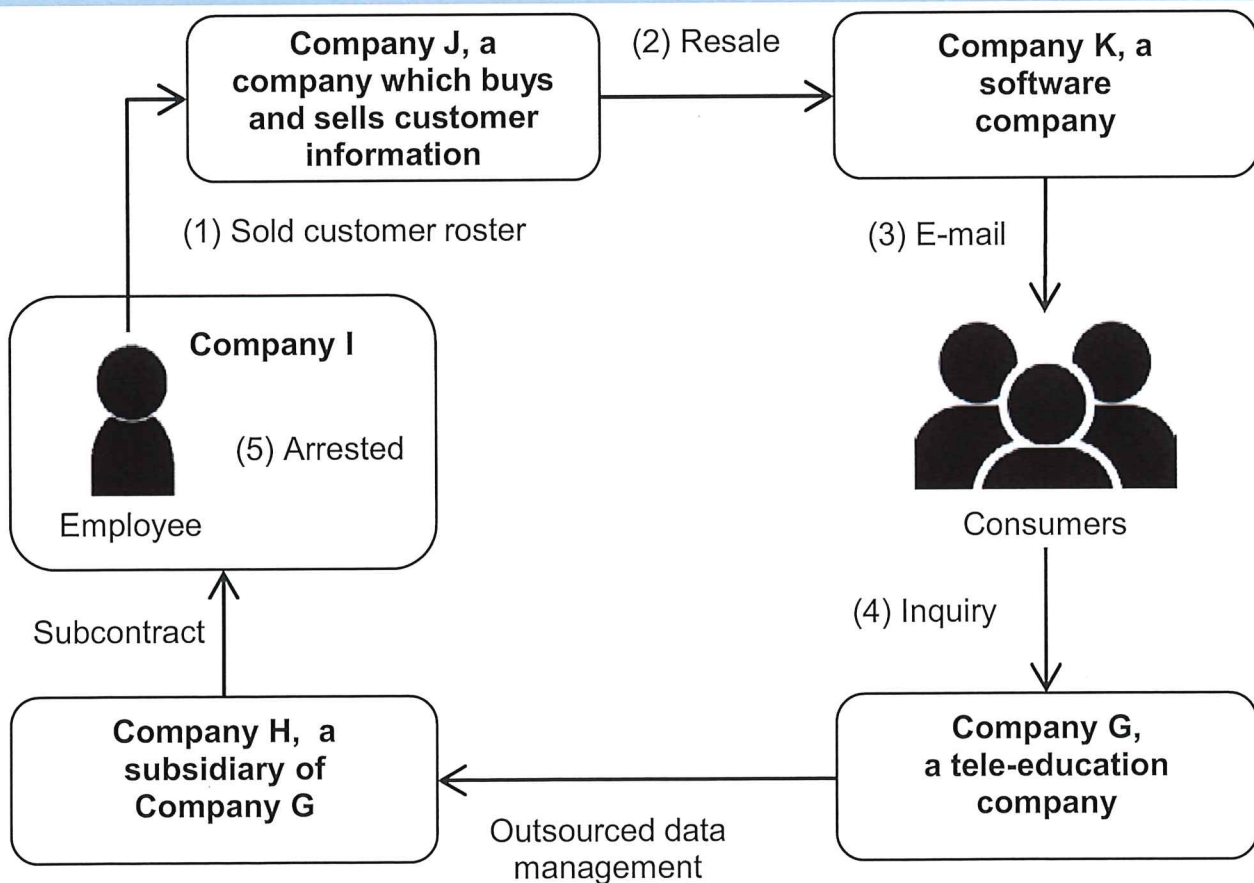 Company J, a
company which buys
and sells customer
information
(2) Resale
Company K, a
software
company
(1) Sold customer roster
(3) E-mail
Company I
(5) Arrested
Employee
Consumers
Subcontract
(4) Inquiry
Company H, a
subsidiary of
Company G
Outsourced data
management
Company G,
a tele-education
company